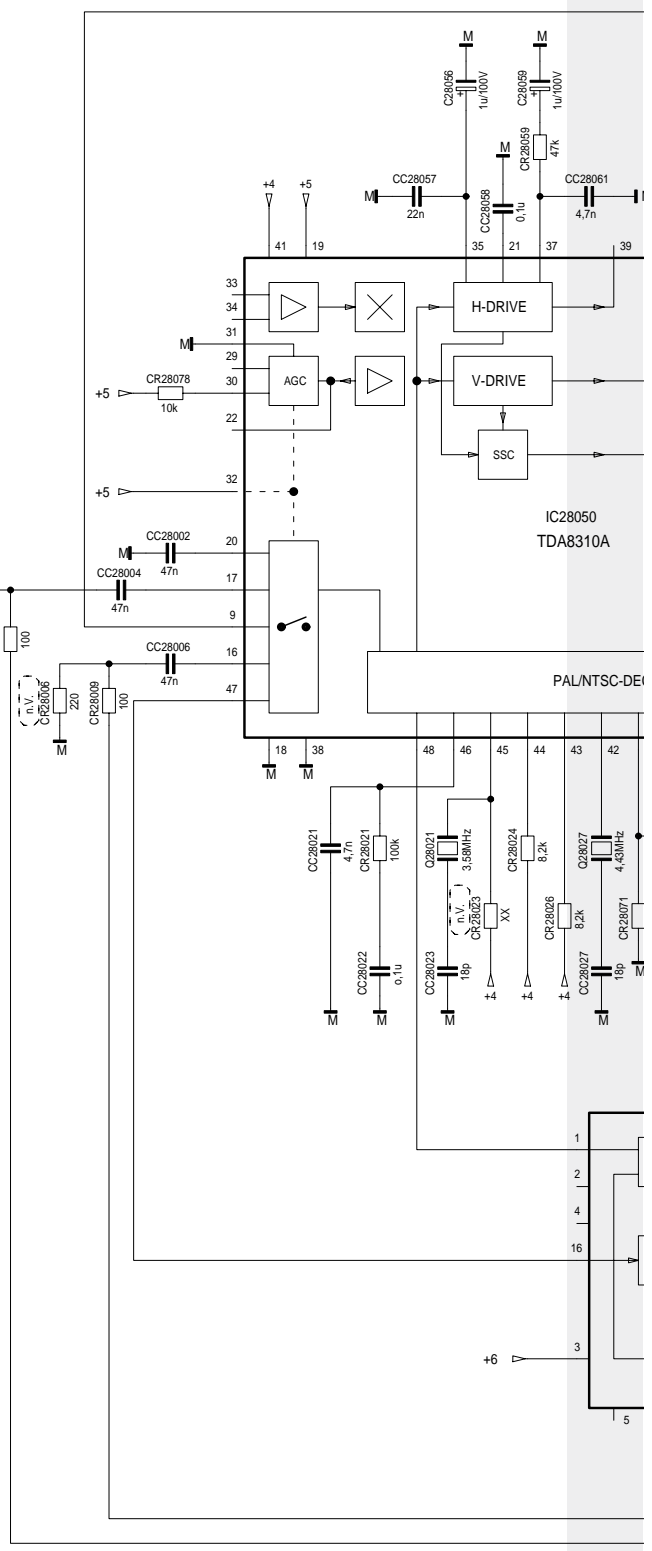 M
M
C28056
1u/100V
C28059
1u/100V
CR28059
47k
M
CC28057
22n
M
CC28058
0,1u
CC28061
4,7n
+4
+5
41
19
35
21
37
39
33
34
31
M
29
30
22
AGC
H-DRIVE
V-DRIVE
SSC
CR28078
+5
10k
32
+5
IC28050
TDA8310A
CC28002
M
47n
20
CC28004
47n
17
9
CC28006
47n
16
47
100
n.V.
CR28006
220
CR28009
100
M
PAL/NTSC-DEC
18
38
M
M
48
46
45
44
43
42
CC28021
4,7n
CR28021
100k
Q28021
3,58MHz
CR28024
8,2k
Q28027
4,43MHz
n.V.
CR28023
XX
CR28026
8,2k
CR28071
CC28022
o,1u
CC28023
18p
CC28027
18p
M
+4
+4
+4
M
M
M
M
1
2
4
16
3
+6
5